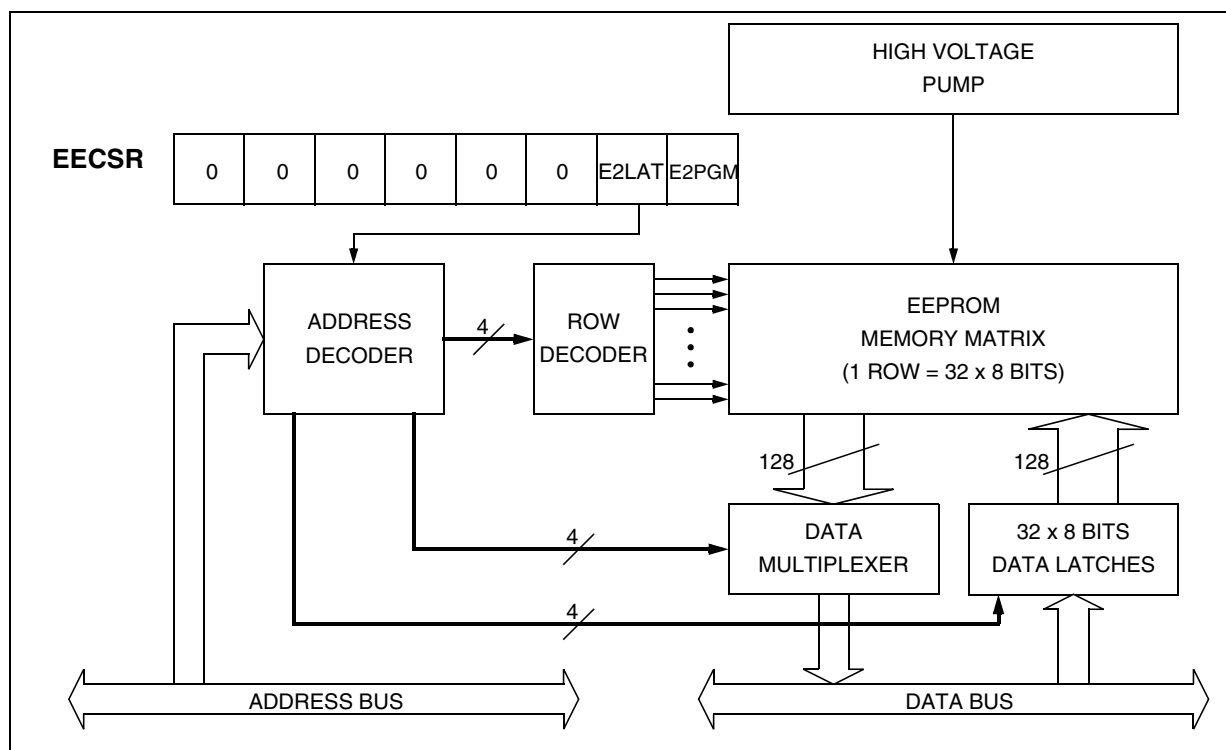 HIGH VOLTAGE
PUMP
EECSR
0 0 0 0 0 0 E2LAT E2PGM
ADDRESS
DECODER
4
ROW
DECODER
EEPROM
MEMORY MATRIX
(1 ROW = 32 x 8 BITS)
128
128
4
DATA
MULTIPLEXER
32 x 8 BITS
DATA LATCHES
4
ADDRESS BUS
DATA BUS